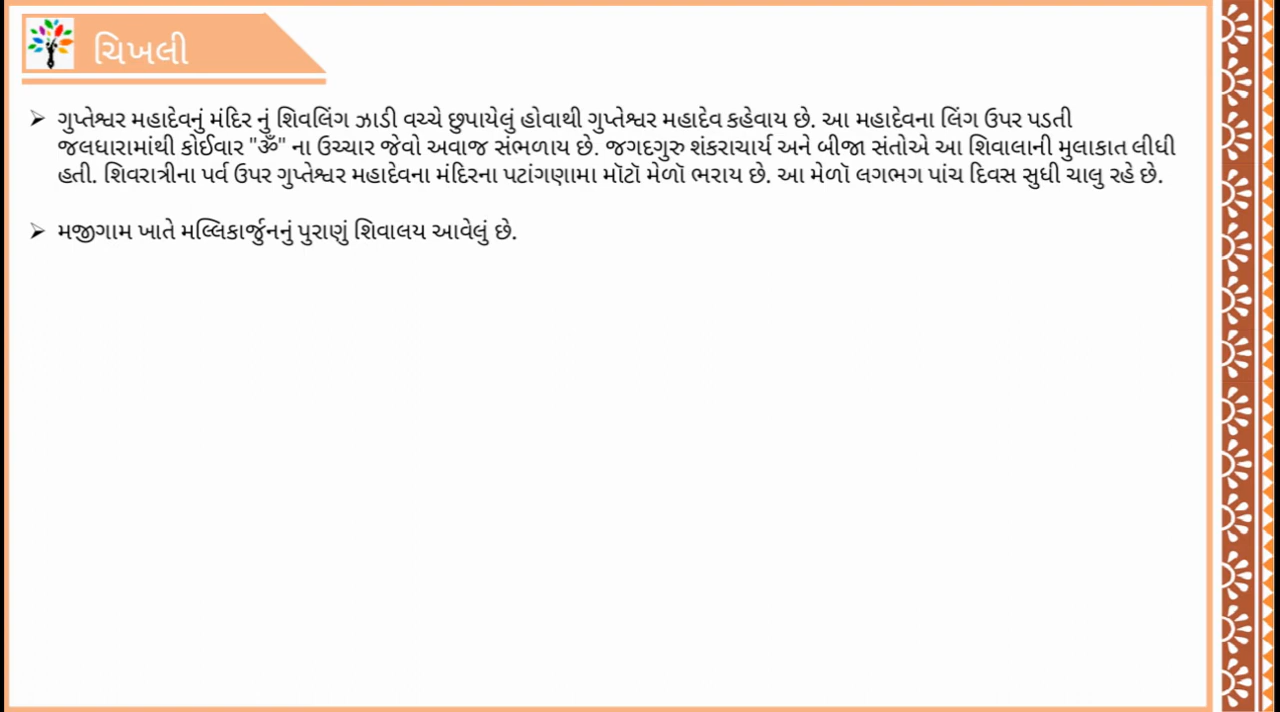 ચિખલી
➢ ગુપ્તેશ્વર મહાદેવનું મંદિર નું શિવલિંગ ઝાડી વચ્ચે છુપાયેલું હોવાથી ગુપ્તેશ્વર મહાદેવ કહેવાય છે. આ મહાદેવના લિંગ ઉપર પડતી
જલધારામાંથી કોઈવાર "ૐ" ના ઉચ્ચાર જેવો અવાજ સંભળાય છે. જગદગુરુ શંકરાચાર્ય અને બીજા સંતોએ આ શિવાલાની મુલાકાત લીધી
હતી. શિવરાત્રીના પર્વ ઉપર ગુપ્તેશ્વર મહાદેવના મંદિરના પટાંગણામા મૉટૉ મેળૉ ભરાય છે. આ મેળૉ લગભગ પાંચ દિવસ સુધી ચાલુ રહે છે.
➢ મજીગામ ખાતે મલ્લિકાર્જુનનું પુરાણું શિવાલય આવેલું છે.